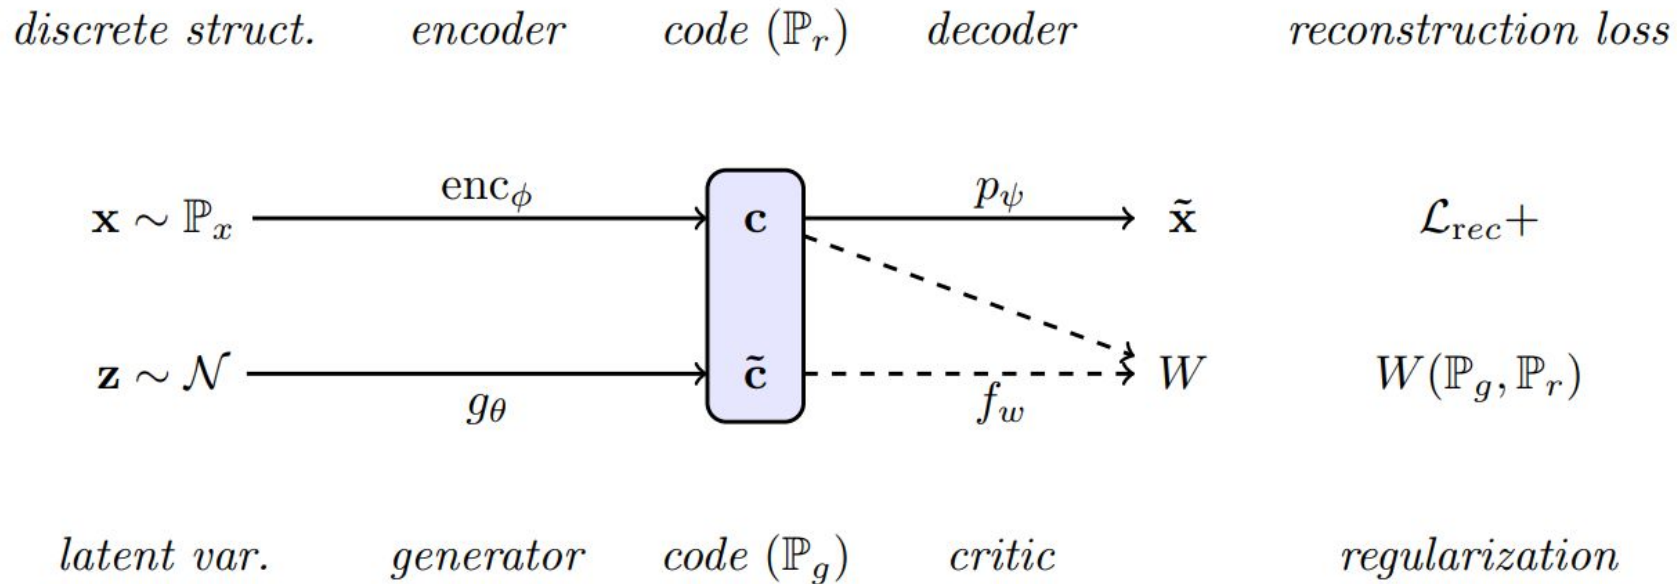 discrete struct. encoder code (ℙ_r) decoder reconstruction loss
enc_ϕ p_ψ
x ∼ ℙ_x c x̃ ℒ_rec+
z ∼ 𝒩 c̃ W W(ℙ_g, ℙ_r)
g_θ f_w
latent var. generator code (ℙ_g) critic regularization